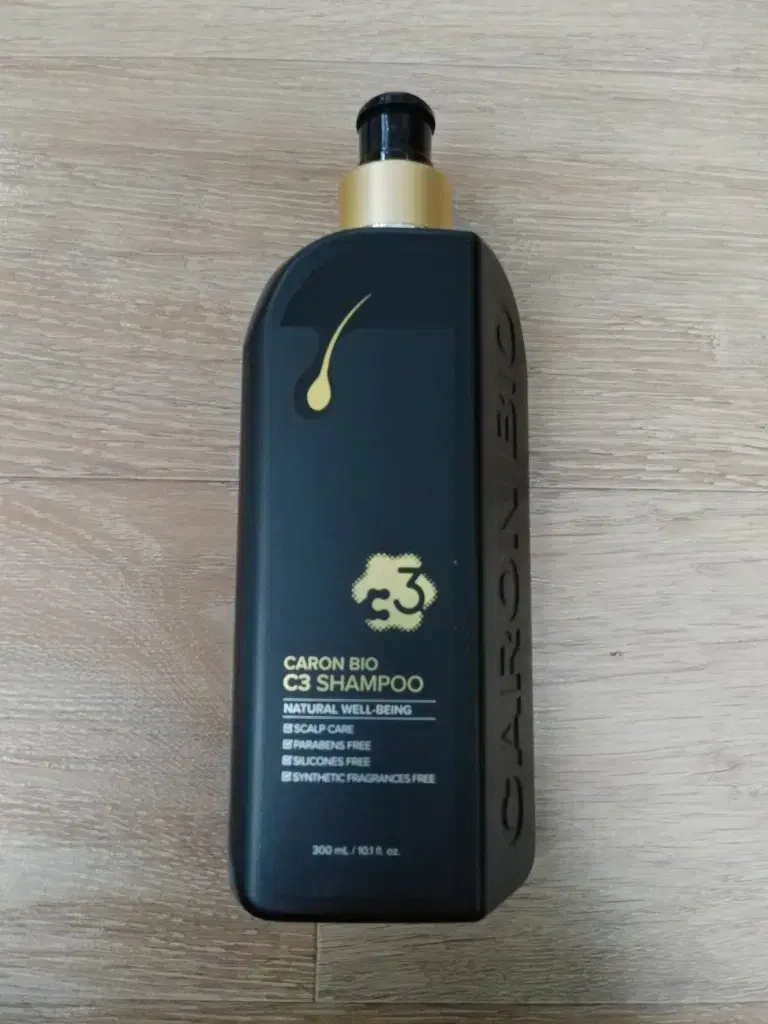 C3
CARON BIO
C3 SHAMPOO
NATURAL WELL-BEING
☑SCALP CARE
☑PARABENS FREE
☑SILICONES FREE
☑SYNTHETIC FRAGRANCES FREE
300 mL / 10.1 fl. oz.
CARON BIO